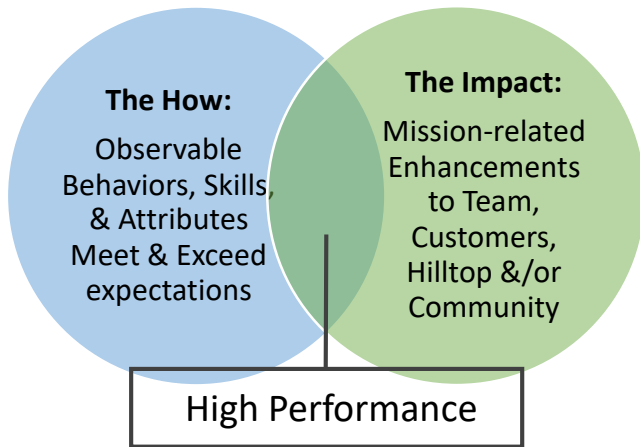 The How:
Observable
Behaviors, Skills,
& Attributes
Meet & Exceed
expectations
The Impact:
Mission-related
Enhancements
to Team,
Customers,
Hilltop &/or
Community
High Performance